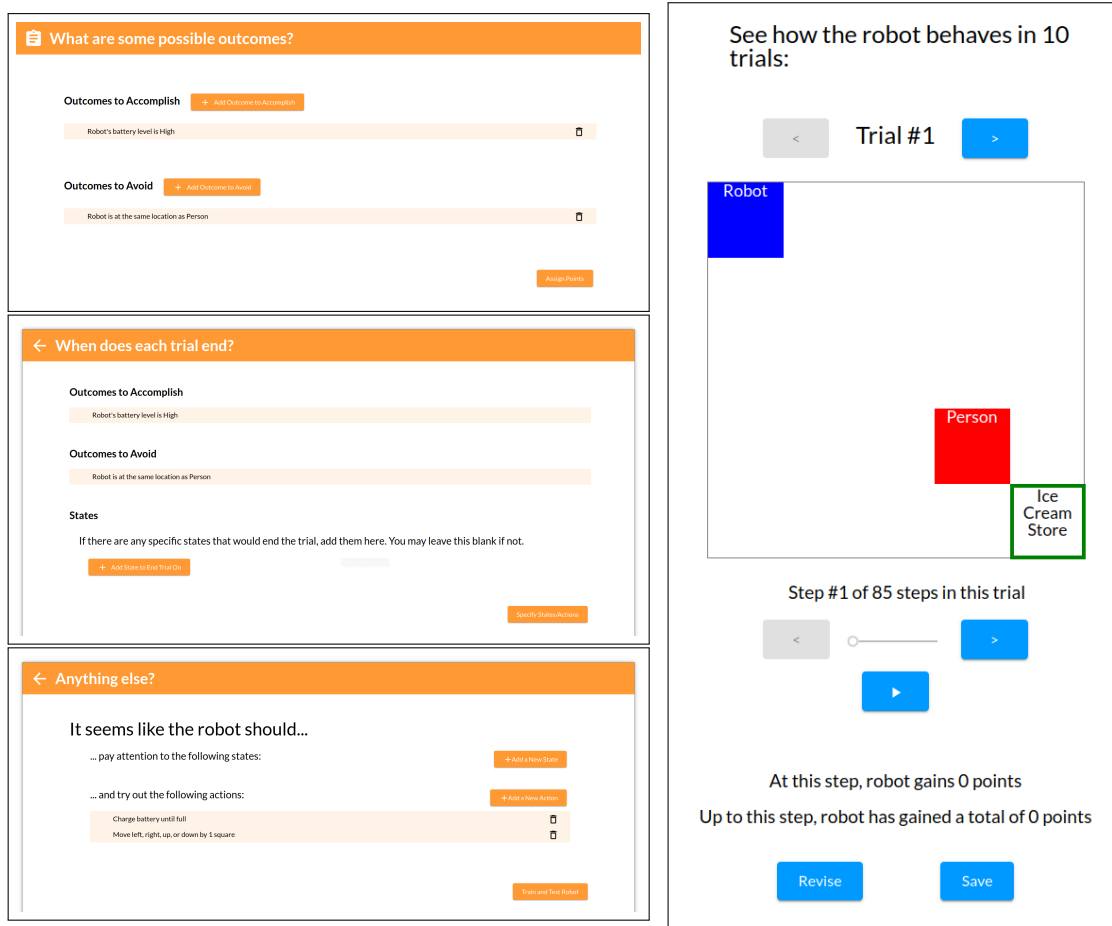 What are some possible outcomes?
Outcomes to Accomplish
+ Add Outcome to Accomplish
Robot's battery level is High
Outcomes to Avoid
+ Add Outcome to Avoid
Robot is at the same location as Person
Assign Points
When does each trial end?
Outcomes to Accomplish
Robot's battery level is High
Outcomes to Avoid
Robot is at the same location as Person
States
If there are any specific states that would end the trial, add them here. You may leave this blank if not.
+ Add State to End Trial On
Specify States/Actions
Anything else?
It seems like the robot should...
... pay attention to the following states:
+Add a New State
... and try out the following actions:
+Add a New Action
Charge battery until full
Move left, right, up, or down by 1 square
Train and Test Robot
See how the robot behaves in 10
trials:
<
Trial #1
>
Robot
Person
Ice
Cream
Store
Step #1 of 85 steps in this trial
<
>
At this step, robot gains 0 points
Up to this step, robot has gained a total of 0 points
Revise
Save